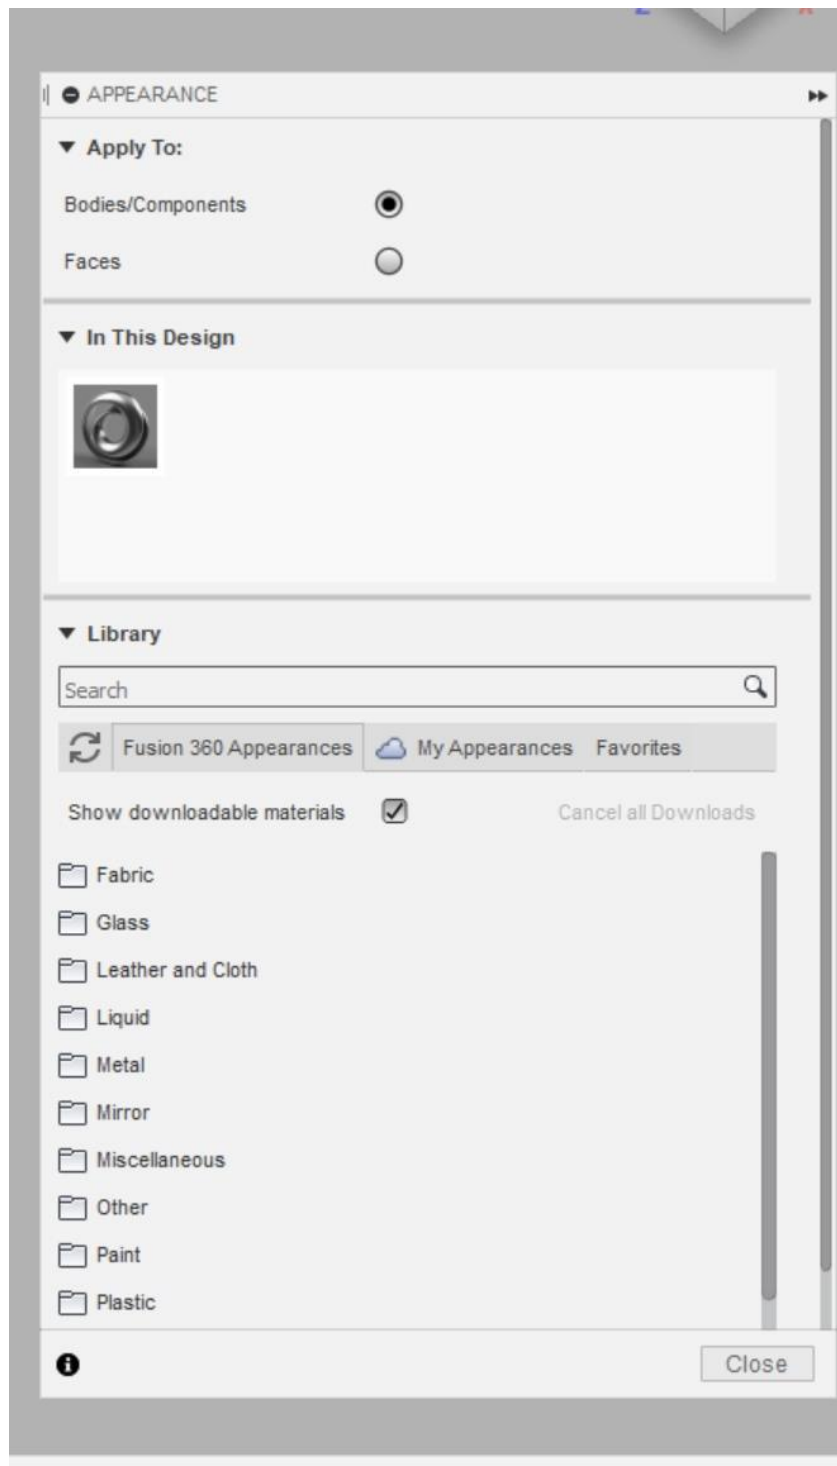 APPEARANCE
Apply To:
Bodies/Components
Faces
In This Design
Library
Search
Fusion 360 Appearances My Appearances Favorites
Show downloadable materials Cancel all Downloads
Fabric
Glass
Leather and Cloth
Liquid
Metal
Mirror
Miscellaneous
Other
Paint
Plastic
Close